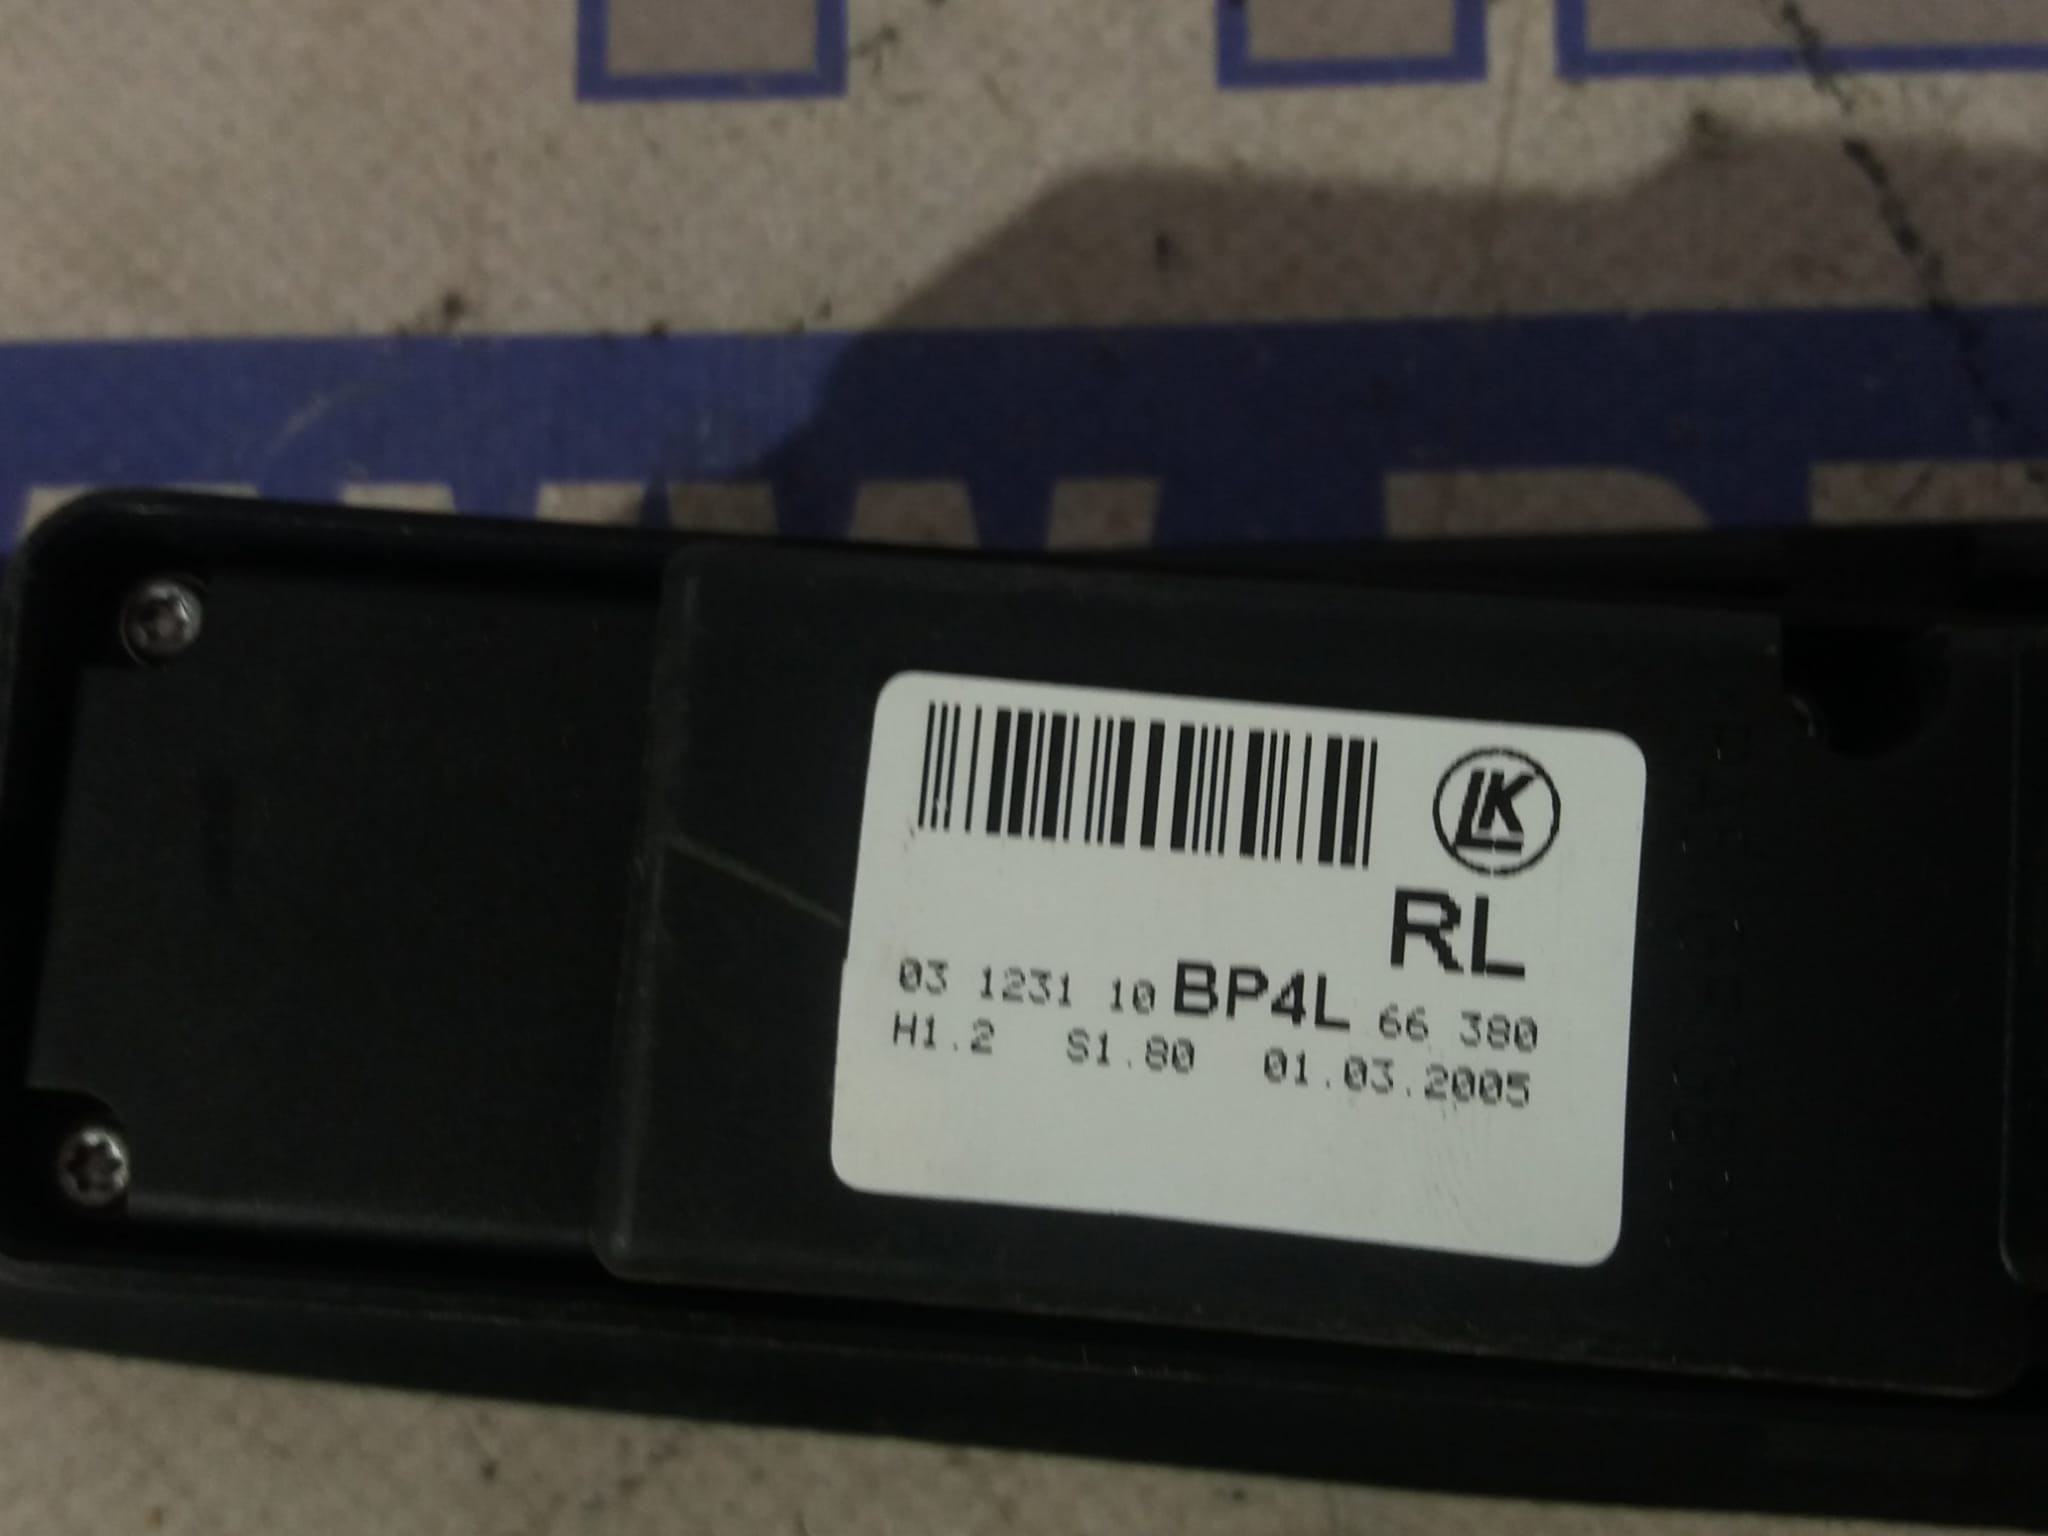 LK
RL
03 1231 10 BP4L 66 380
H1.2 S1.80 01.03.2005